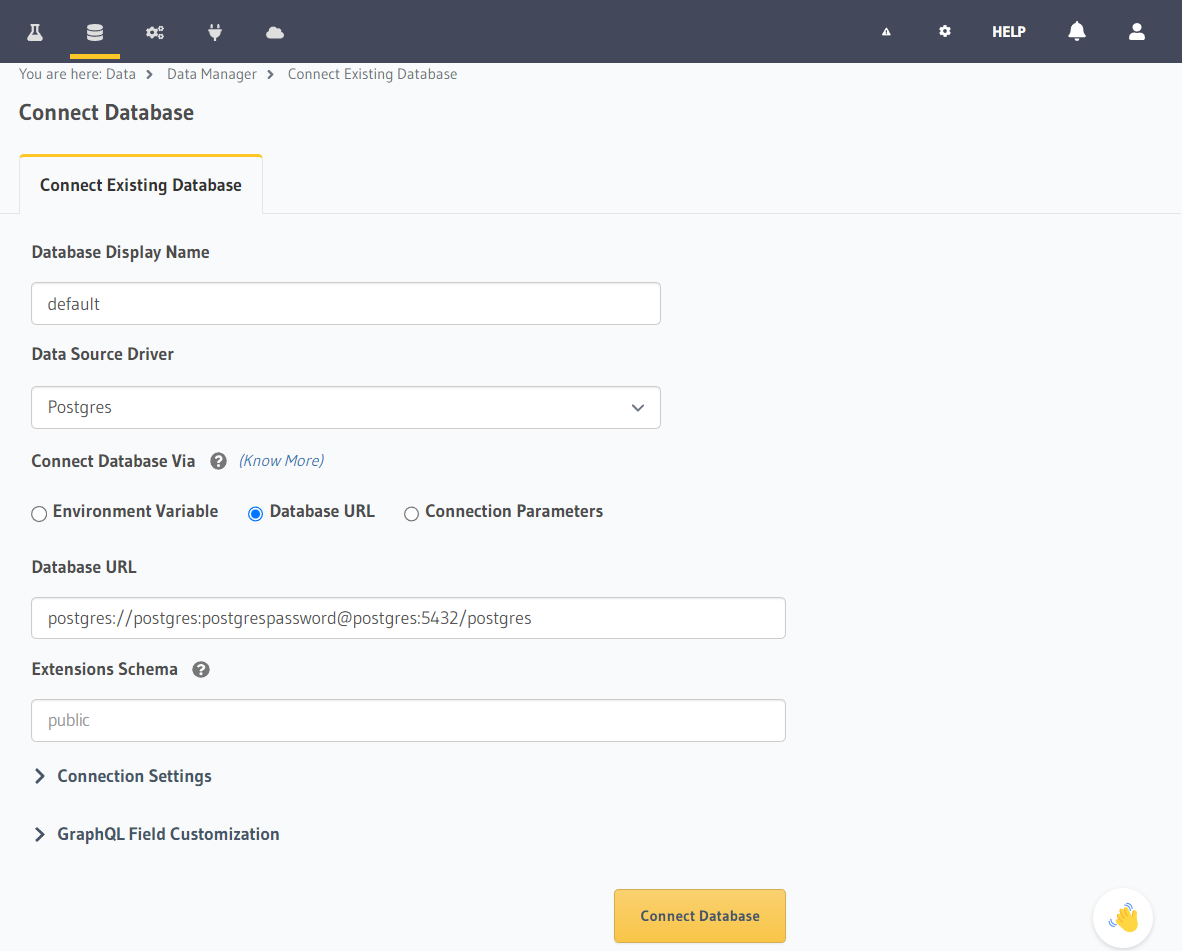 HELP
You are here: Data > Data Manager > Connect Existing Database
Connect Database
Connect Existing Database
Database Display Name
default
Data Source Driver
Postgres
Connect Database Via ? (Know More)
Environment Variable Database URL Connection Parameters
Database URL
postgres://postgres:postgrespassword@postgres:5432/postgres
Extensions Schema ?
public
Connection Settings
GraphQL Field Customization
Connect Database